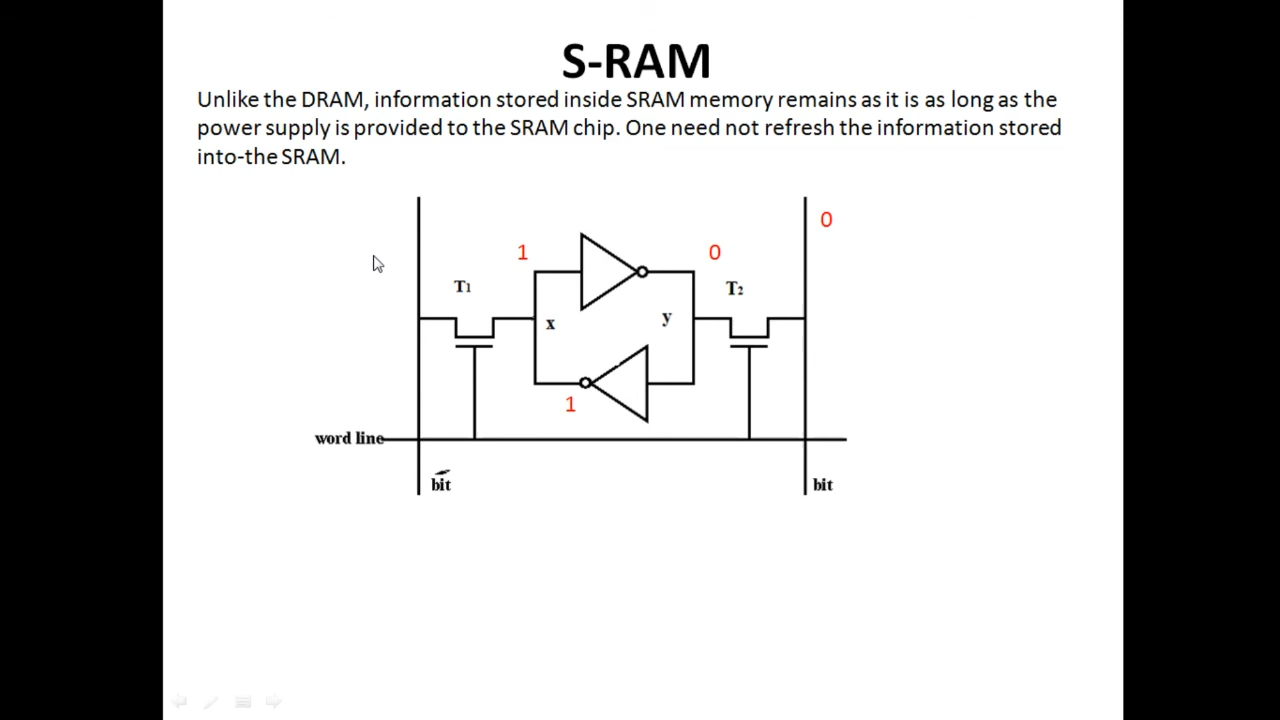 S-RAM
Unlike the DRAM, information stored inside SRAM memory remains as it is as long as the
power supply is provided to the SRAM chip. One need not refresh the information stored
into-the SRAM.
0
1
0
T1
T2
x
y
1
word line
bit
bit